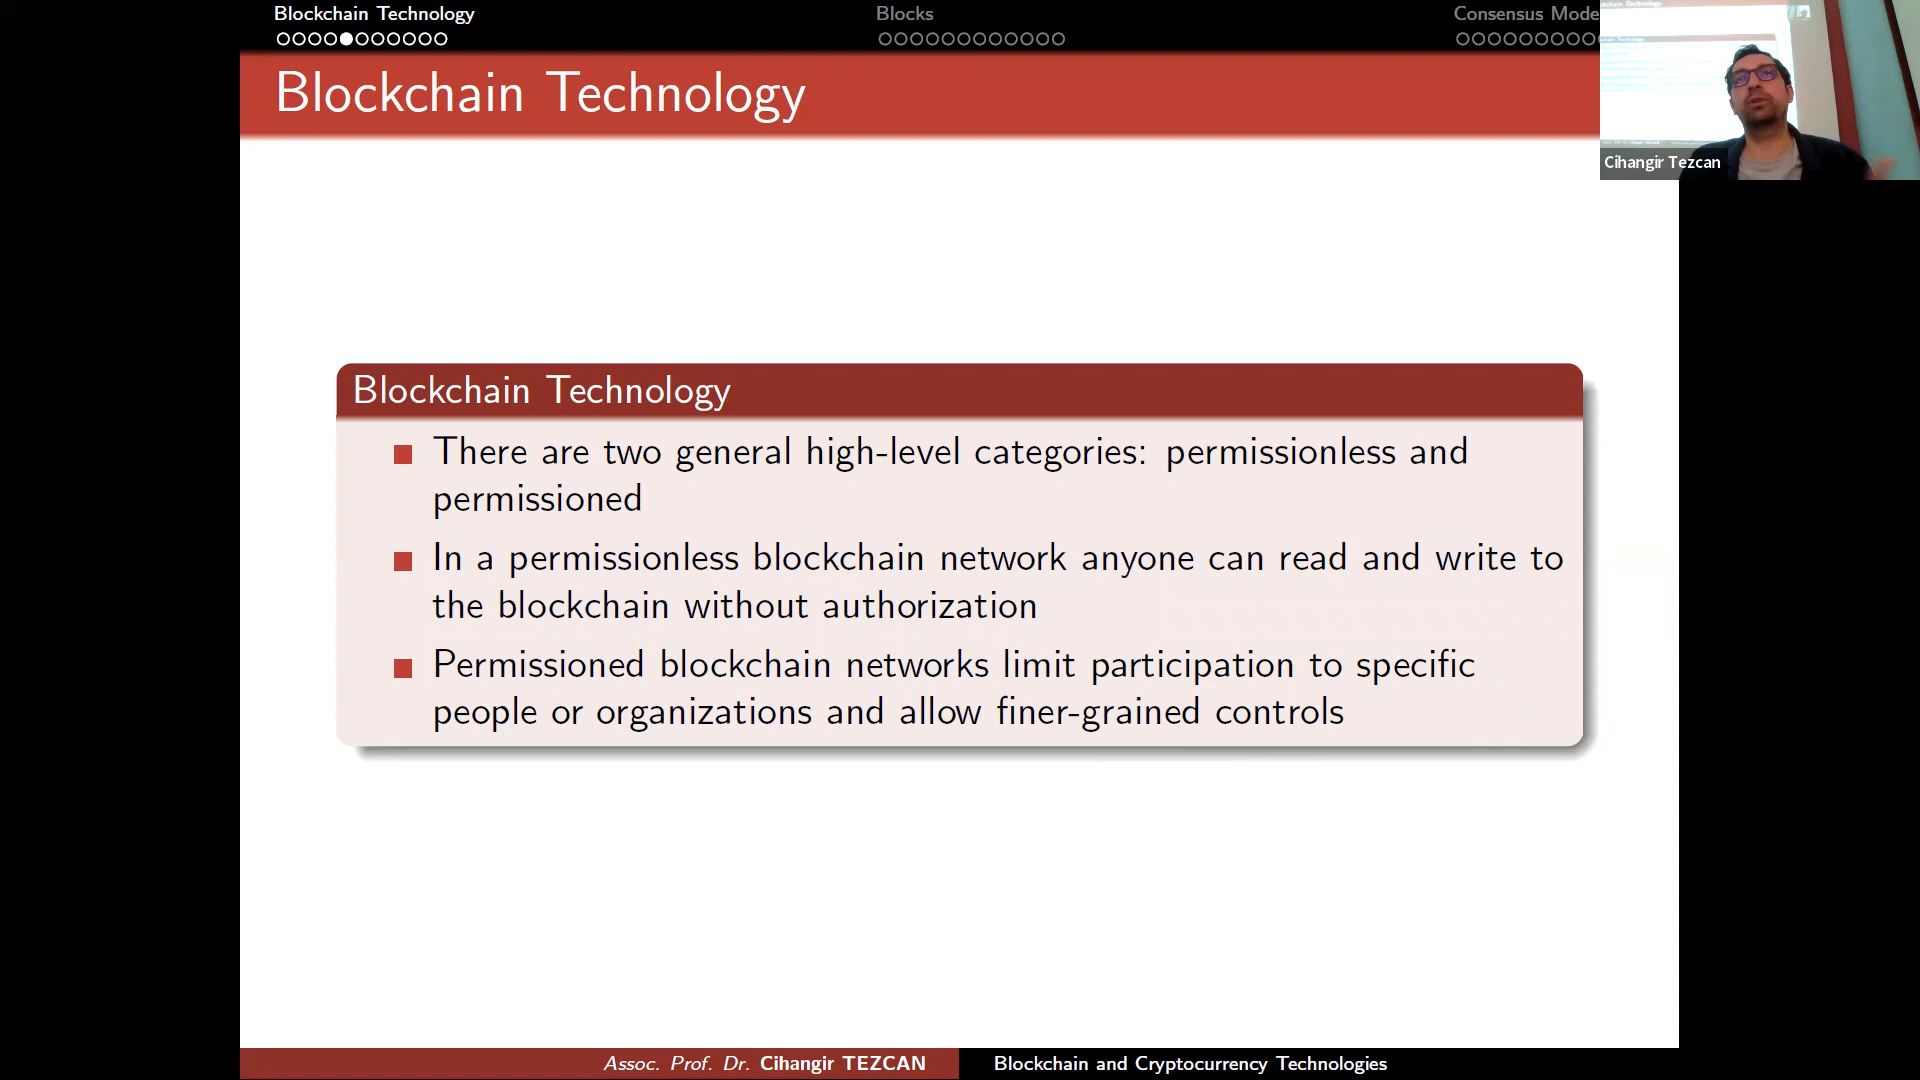 Blockchain Technology
Blocks
Consensus Mode
Blockchain Technology
Cihangir Tezcan
Blockchain Technology
There are two general high-level categories: permissionless and
permissioned
In a permissionless blockchain network anyone can read and write to
the blockchain without authorization
Permissioned blockchain networks limit participation to specific
people or organizations and allow finer-grained controls
Assoc. Prof. Dr. Cihangir TEZCAN
Blockchain and Cryptocurrency Technologies